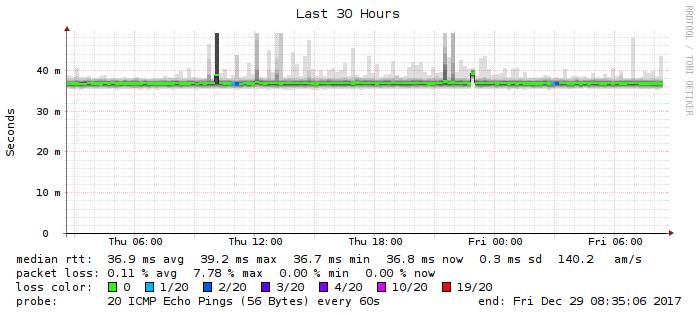 Last 30 Hours
RRDTOOL / TOBI OETIKER
Seconds
40 m
30 m
20 m
10 m
0
Thu 06:00 Thu 12:00 Thu 18:00 Fri 00:00 Fri 06:00
median rtt: 36.9 ms avg 39.2 ms max 36.7 ms min 36.8 ms now 0.3 ms sd 140.2 am/s
packet loss: 0.11 % avg 7.78 % max 0.00 % min 0.00 % now
loss color: 0 1/20 2/20 3/20 4/20 10/20 19/20
probe: 20 ICMP Echo Pings (56 Bytes) every 60s end: Fri Dec 29 08:35:06 2017